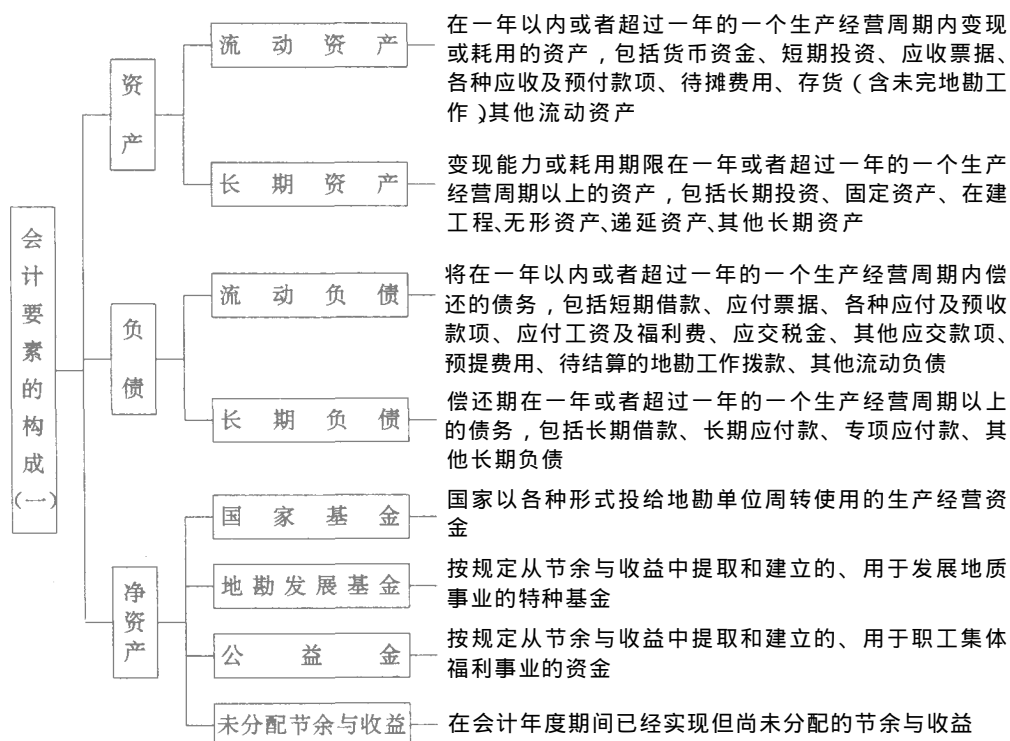 会计要素的构成(一)
资产
流动资产
在一年以内或者超过一年的一个生产经营周期内变现
或耗用的资产，包括货币资金、短期投资、应收票据、
各种应收及预付款项、待摊费用、存货（含未完地勘工
作）、其他流动资产
长期资产
变现能力或耗用期限在一年或者超过一年的一个生产
经营周期以上的资产，包括长期投资、固定资产、在建
工程、无形资产、递延资产、其他长期资产
负债
流动负债
将在一年以内或者超过一年的一个生产经营周期内偿
还的债务，包括短期借款、应付票据、各种应付及预收
款项、应付工资及福利费、应交税金、其他应交款项、
预提费用、待结算的地勘工作拨款、其他流动负债
长期负债
偿还期在一年或者超过一年的一个生产经营周期以上
的债务，包括长期借款、长期应付款、专项应付款、其
他长期负债
净资产
国家基金
国家以各种形式投给地勘单位周转使用的生产经营资
金
地勘发展基金
按规定从节余与收益中提取和建立的、用于发展地质
事业的特种基金
公益金
按规定从节余与收益中提取和建立的、用于职工集体
福利事业的资金
未分配节余与收益
在会计年度期间已经实现但尚未分配的节余与收益